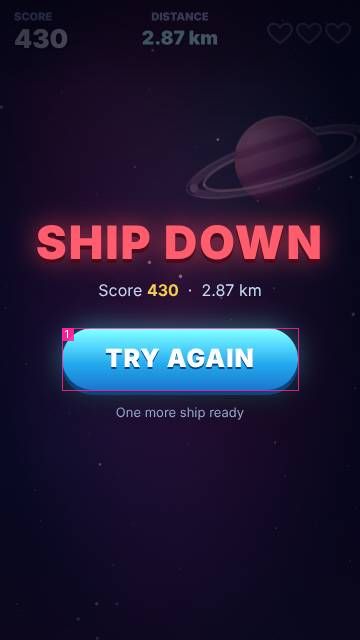 SCORE
430
DISTANCE
2.87 km
SHIP DOWN
Score 430 · 2.87 km
1
TRY AGAIN
One more ship ready